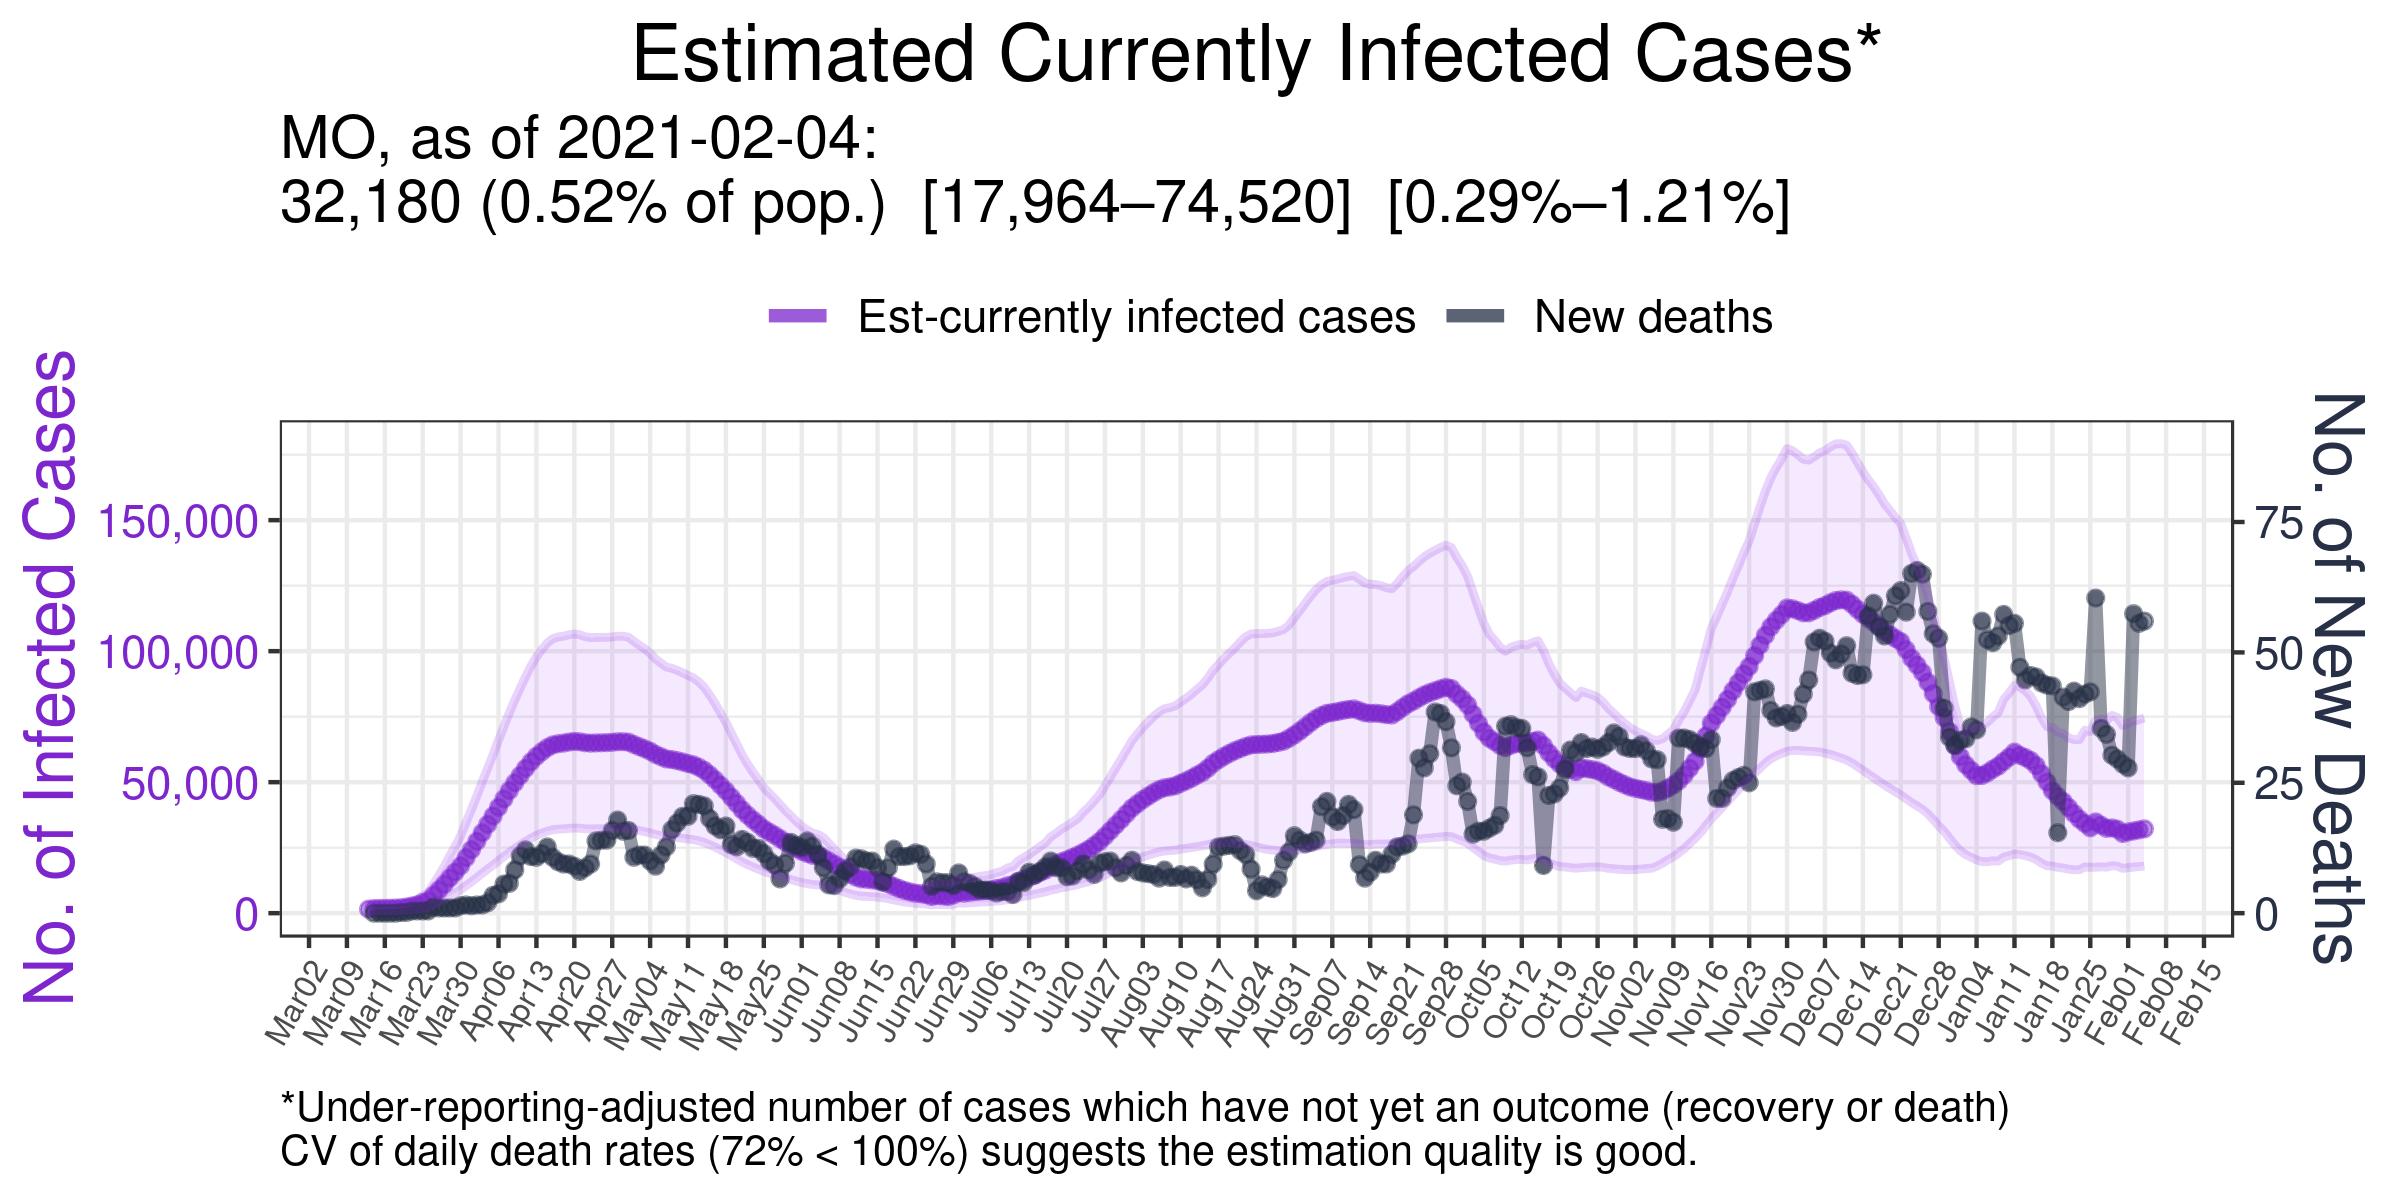 Estimated Currently Infected Cases*
MO, as of 2021-02-04:
32,180 (0.52% of pop.) [17,964–74,520] [0.29%–1.21%]
Est-currently infected cases New deaths
No. of Infected Cases
150,000
100,000
50,000
0
75
50
25
0
No. of New Deaths
Mar02 Mar09 Mar16 Mar23 Mar30 Apr06 Apr13 Apr20 Apr27 May04 May11 May18 May25 Jun01 Jun08 Jun15 Jun22 Jun29 Jul06 Jul13 Jul20 Jul27 Aug03 Aug10 Aug17 Aug24 Aug31 Sep07 Sep14 Sep21 Sep28 Oct05 Oct12 Oct19 Oct26 Nov02 Nov09 Nov16 Nov23 Nov30 Dec07 Dec14 Dec21 Dec28 Jan04 Jan11 Jan18 Jan25 Feb01 Feb08 Feb15
*Under-reporting-adjusted number of cases which have not yet an outcome (recovery or death)
CV of daily death rates (72% < 100%) suggests the estimation quality is good.